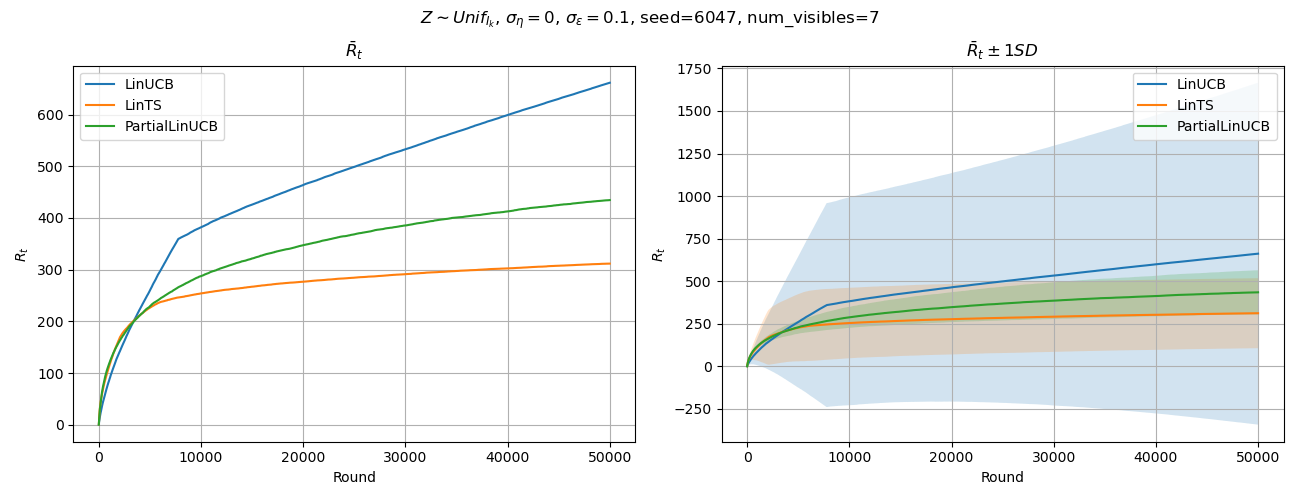 Z ∼ Unif_{I_k}, σ_η = 0, σ_ε = 0.1, seed=6047, num_visibles=7
R̄_t
LinUCB
LinTS
PartialLinUCB
R_t
600
500
400
300
200
100
0
0 10000 20000 30000 40000 50000
Round
R̄_t ± 1SD
LinUCB
LinTS
PartialLinUCB
R_t
1750
1500
1250
1000
750
500
250
0
−250
0 10000 20000 30000 40000 50000
Round